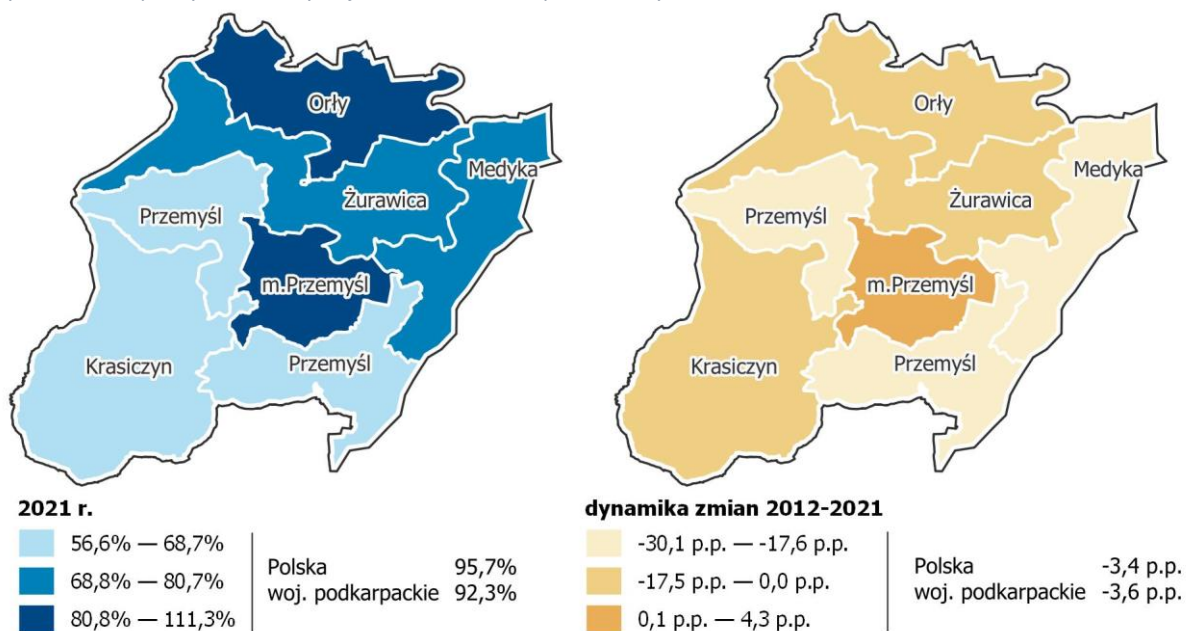 Orły
Medyka
Żurawica
Przemyśl
m.Przemyśl
Krasiczyn
Przemyśl
2021 r.
56,6% — 68,7%
68,8% — 80,7%
80,8% — 111,3%
Polska 95,7%
woj. podkarpackie 92,3%
Orły
Medyka
Żurawica
Przemyśl
m.Przemyśl
Krasiczyn
Przemyśl
dynamika zmian 2012-2021
-30,1 p.p. — -17,6 p.p.
-17,5 p.p. — 0,0 p.p.
0,1 p.p. — 4,3 p.p.
Polska -3,4 p.p.
woj. podkarpackie -3,6 p.p.